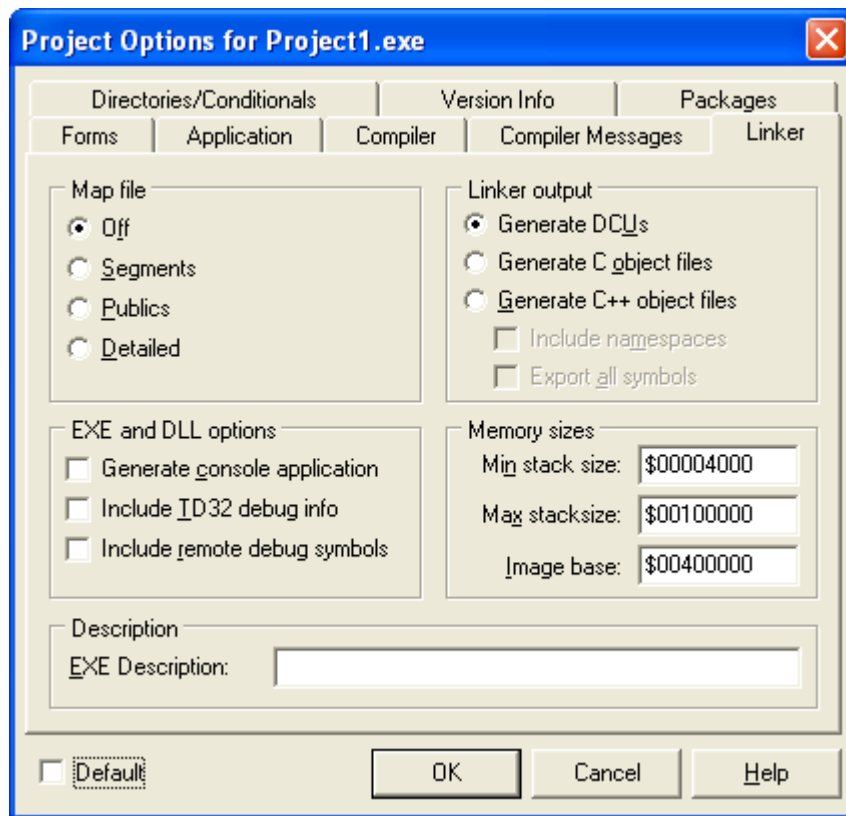 Project Options for Project1.exe
Directories/Conditionals Version Info Packages
Forms Application Compiler Compiler Messages Linker
Map file
Off
Segments
Publics
Detailed
Linker output
Generate DCUs
Generate C object files
Generate C++ object files
Include namespaces
Export all symbols
EXE and DLL options
Generate console application
Include TD32 debug info
Include remote debug symbols
Memory sizes
Min stack size: $00004000
Max stacksize: $00100000
Image base: $00400000
Description
EXE Description:
Default OK Cancel Help